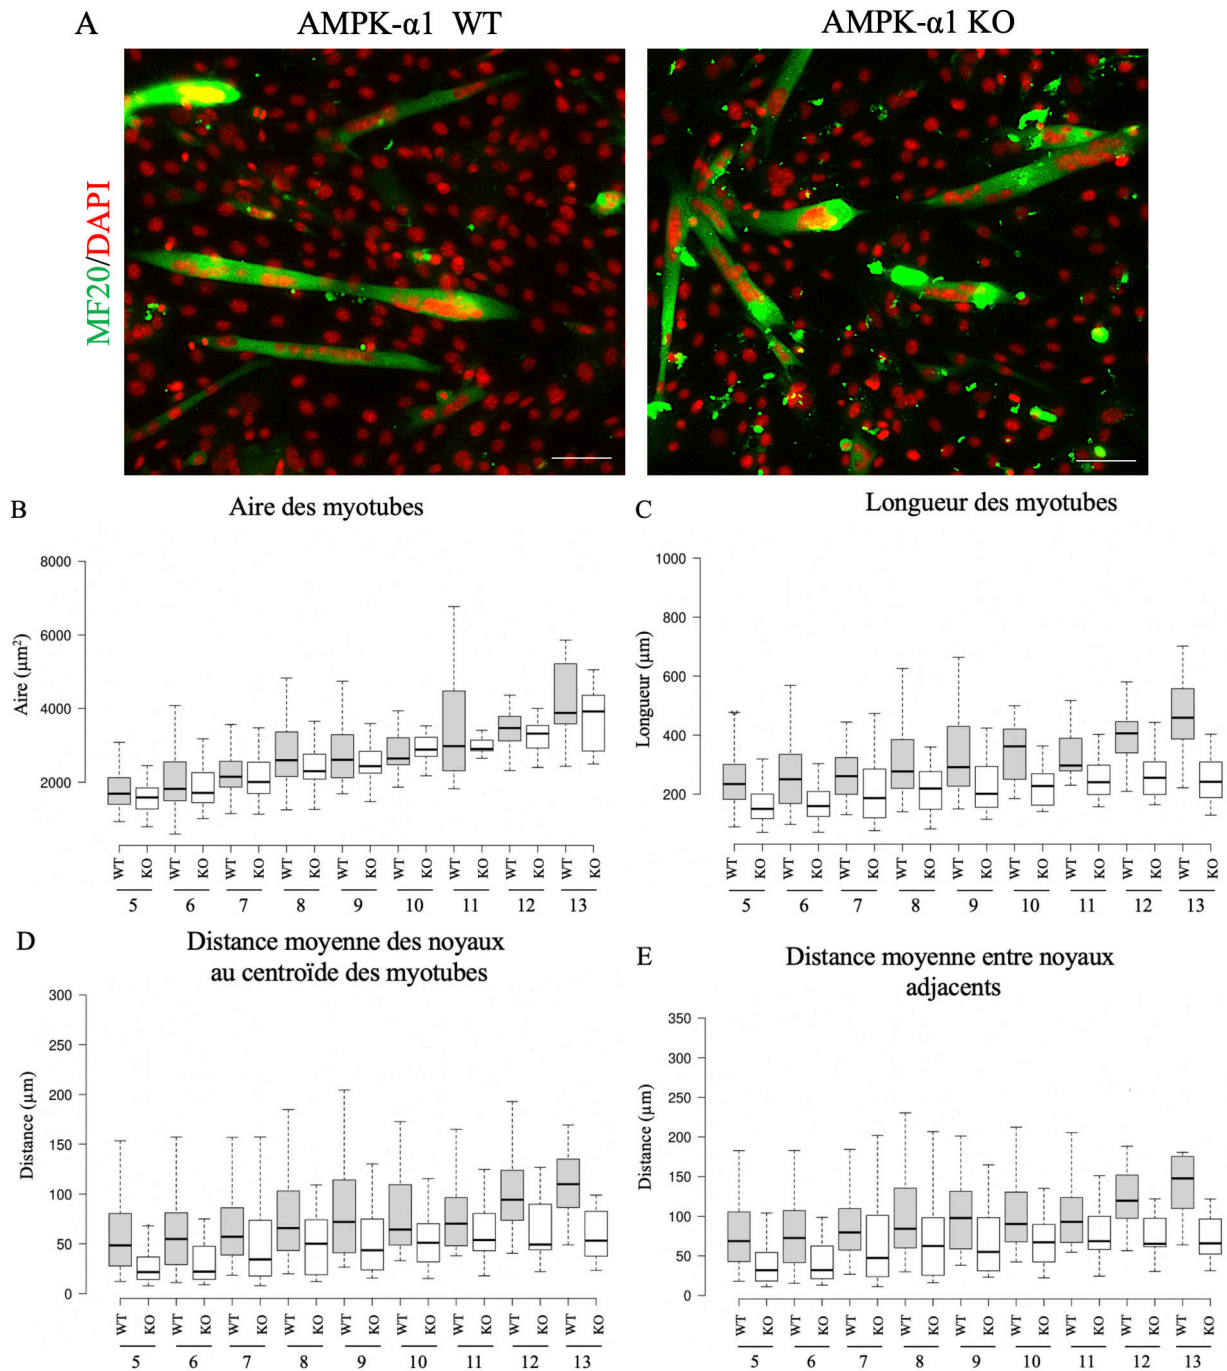 A
AMPK-α1 WT
AMPK-α1 KO
MF20/DAPI
B
Aire des myotubes
Aire (μm²)
8000
6000
4000
2000
WT KO WT KO WT KO WT KO WT KO WT KO WT KO WT KO WT KO
5 6 7 8 9 10 11 12 13
C
Longueur des myotubes
Longueur (μm)
1000
800
600
400
200
WT KO WT KO WT KO WT KO WT KO WT KO WT KO WT KO WT KO
5 6 7 8 9 10 11 12 13
D
Distance moyenne des noyaux
au centroïde des myotubes
Distance (μm)
300
250
200
150
100
50
0
WT KO WT KO WT KO WT KO WT KO WT KO WT KO WT KO WT KO
5 6 7 8 9 10 11 12 13
E
Distance moyenne entre noyaux
adjacents
Distance (μm)
350
300
250
200
150
100
50
0
WT KO WT KO WT KO WT KO WT KO WT KO WT KO WT KO WT KO
5 6 7 8 9 10 11 12 13